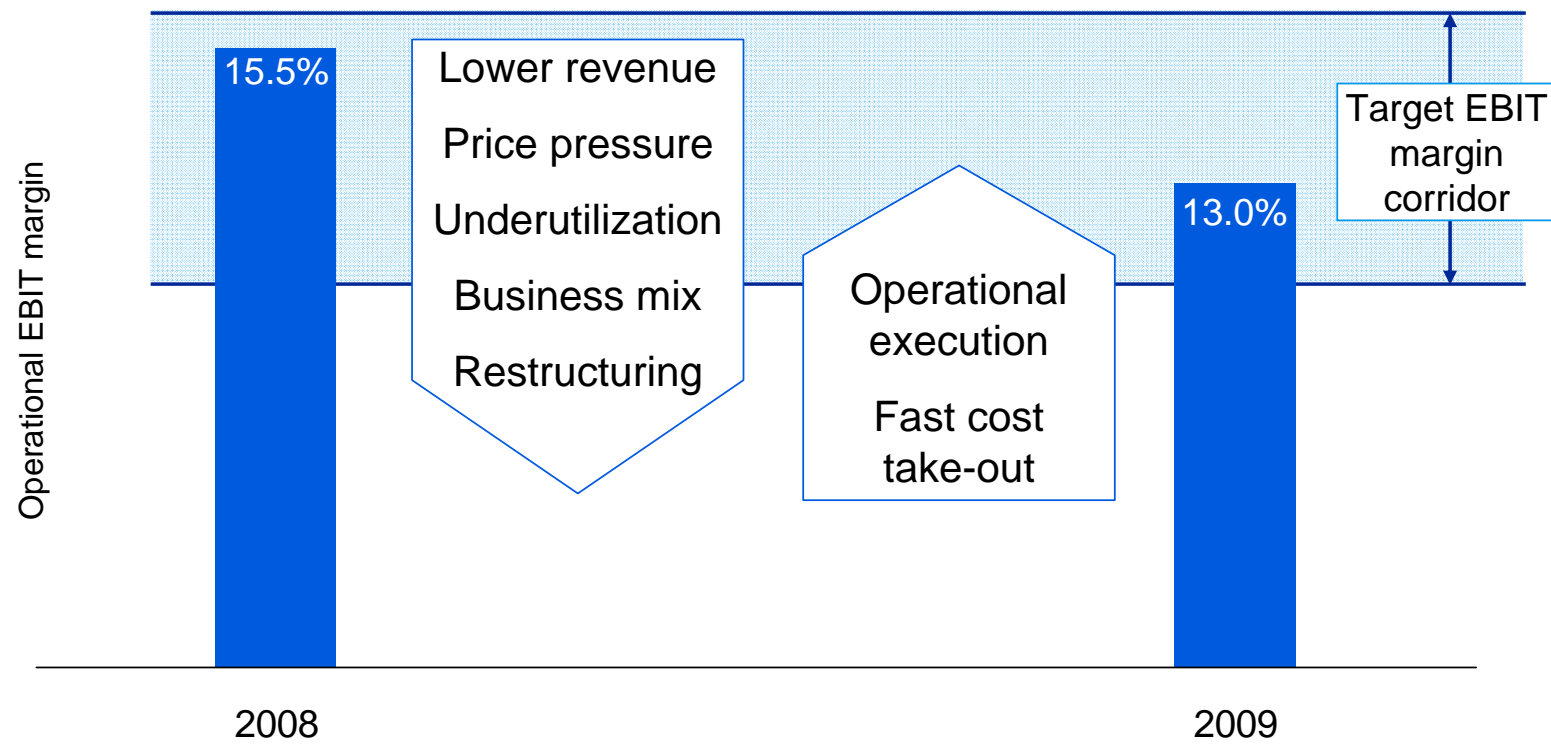 Operational EBIT margin
15.5%
Lower revenue
Price pressure
Underutilization
Business mix
Restructuring
Operational
execution
Fast cost
take-out
13.0%
Target EBIT
margin
corridor
2008
2009